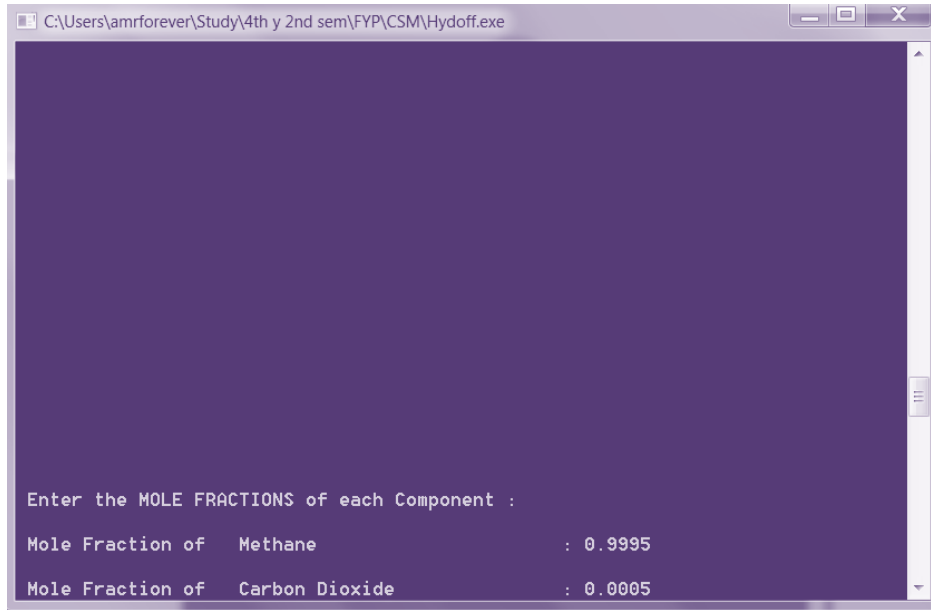 C:\Users\amrforever\Study\4th y 2nd sem\FYP\CSM\Hydoff.exe
Enter the MOLE FRACTIONS of each Component :
Mole Fraction of Methane : 0.9995
Mole Fraction of Carbon Dioxide : 0.0005